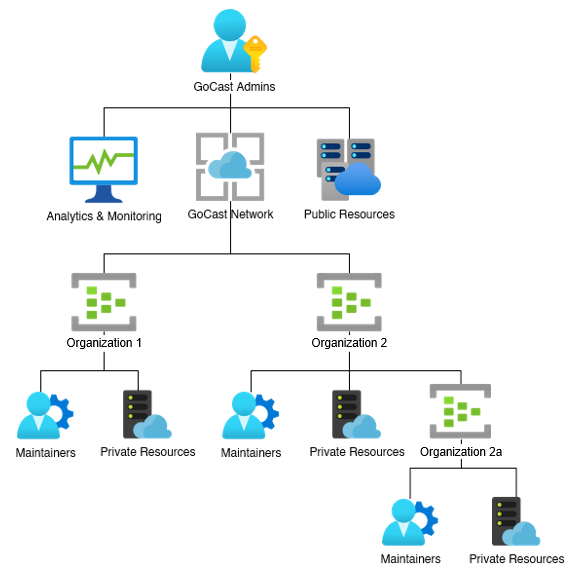 GoCast Admins
Analytics & Monitoring
GoCast Network
Public Resources
Organization 1
Organization 2
Maintainers
Private Resources
Maintainers
Private Resources
Organization 2a
Maintainers
Private Resources